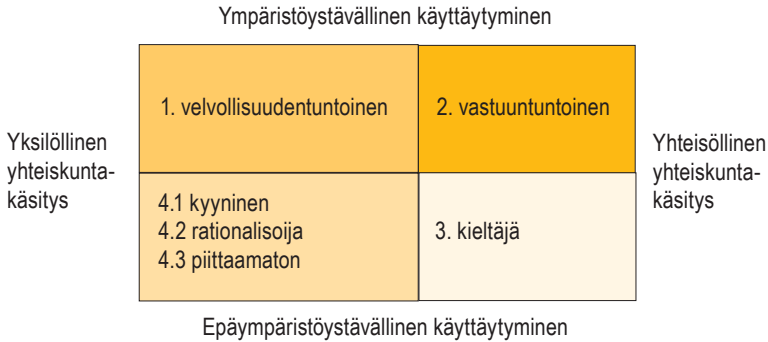 Ympäristöystävällinen käyttäytyminen
1. velvollisuudentuntoinen
2. vastuuntuntoinen
Yksilöllinen
yhteiskunta-
käsitys
Yhteisöllinen
yhteiskunta-
käsitys
4.1 kyyninen
4.2 rationalisoija
4.3 piittaamaton
3. kieltäjä
Epäympäristöystävällinen käyttäytyminen